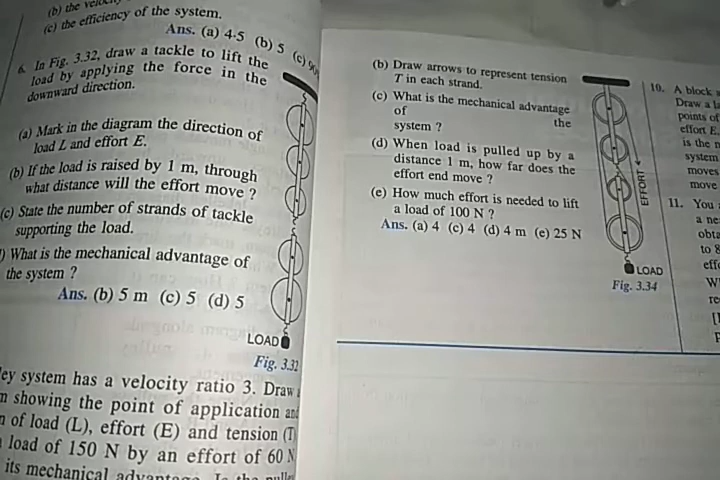 (b) the
(c) the efficiency of the system.
Ans. (a) 4·5 (b) 5 (c)
6. In Fig. 3.32, draw a tackle to lift the
load by applying the force in the
downward direction.
(a) Mark in the diagram the direction of
load L and effort E.
(b) If the load is raised by 1 m, through
what distance will the effort move ?
(c) State the number of strands of tackle
supporting the load.
) What is the mechanical advantage of
the system ?
Ans. (b) 5 m (c) 5 (d) 5
LOAD
Fig. 3.32
ey system has a velocity ratio 3. Draw
showing the point of application and
of load (L), effort (E) and tension (T)
load of 150 N by an effort of 60 N
its mechanical advantage. Is the
(b) Draw arrows to represent tension
T in each strand.
(c) What is the mechanical advantage
of the
system ?
(d) When load is pulled up by a
distance 1 m, how far does the
effort end move ?
(e) How much effort is needed to lift
a load of 100 N ?
Ans. (a) 4 (c) 4 (d) 4 m (e) 25 N
EFFORT
LOAD
Fig. 3.34
10. A block
Draw a
points of
effort E.
is the
system
moves
move
11. You
a
to